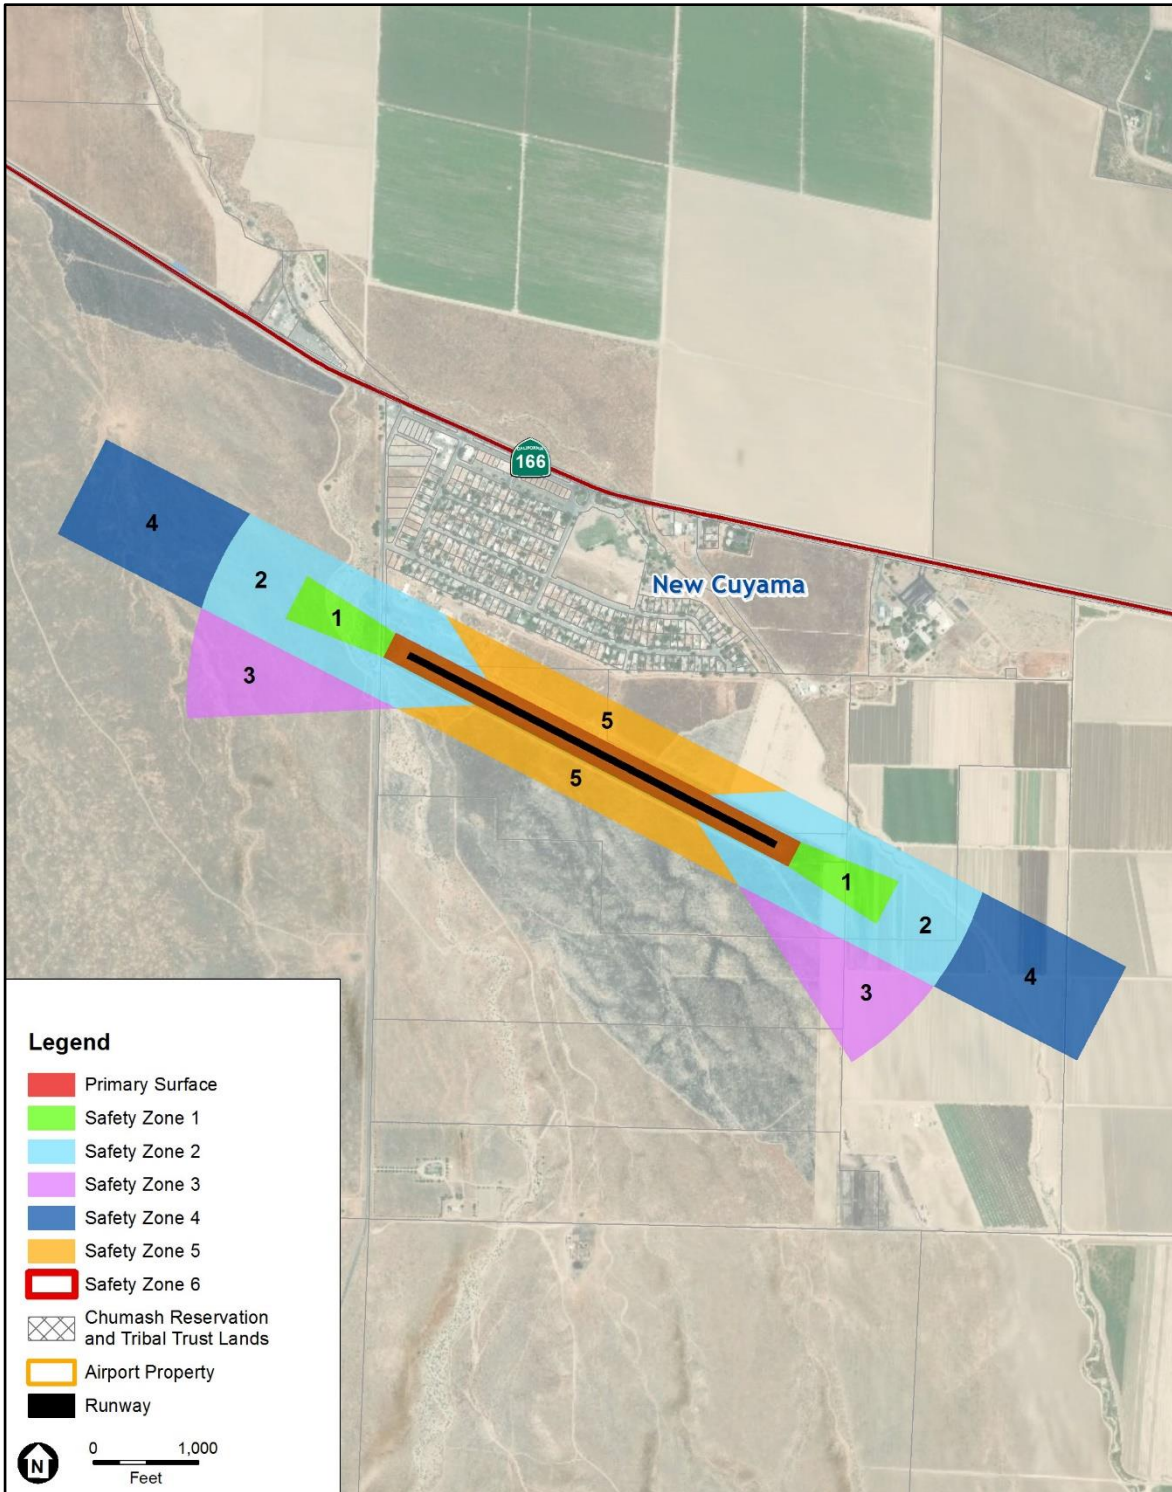 CALIFORNIA
166
New Cuyama
4
2
1
3
5
5
1
2
3
4
Legend
Primary Surface
Safety Zone 1
Safety Zone 2
Safety Zone 3
Safety Zone 4
Safety Zone 5
Safety Zone 6
Chumash Reservation
and Tribal Trust Lands
Airport Property
Runway
N
0 1,000
Feet